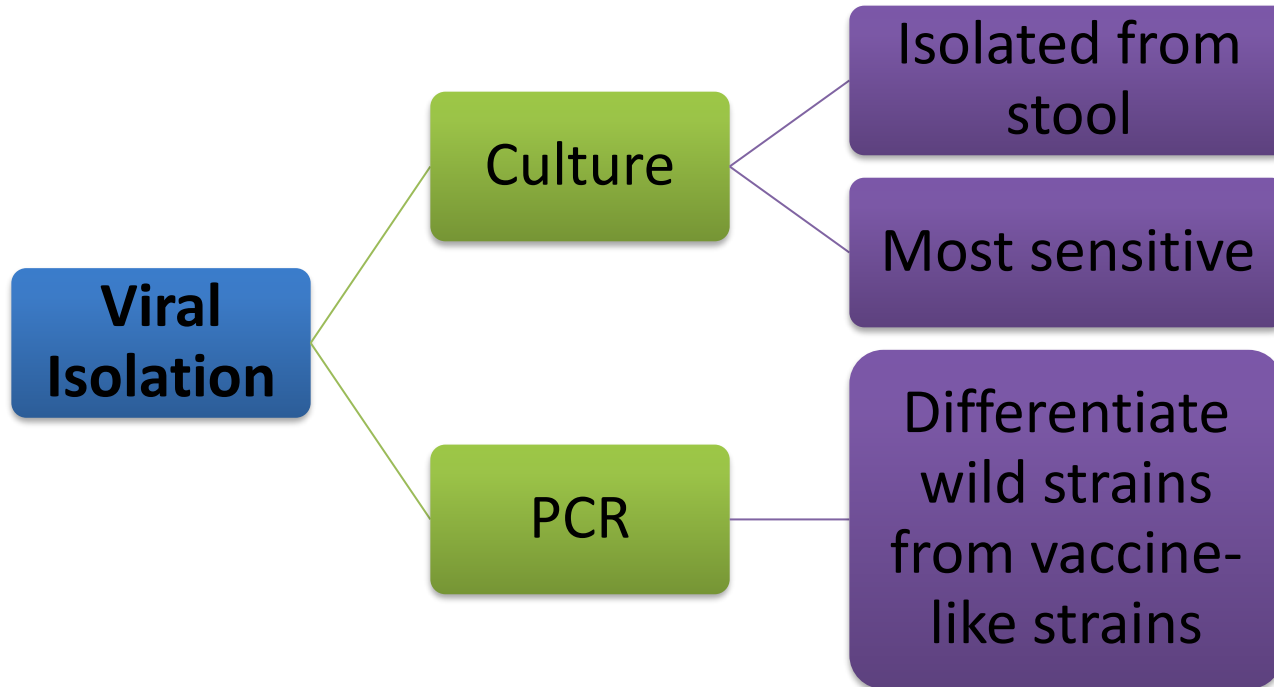 Viral
Isolation
Culture
Isolated from
stool
Most sensitive
PCR
Differentiate
wild strains
from vaccine-
like strains